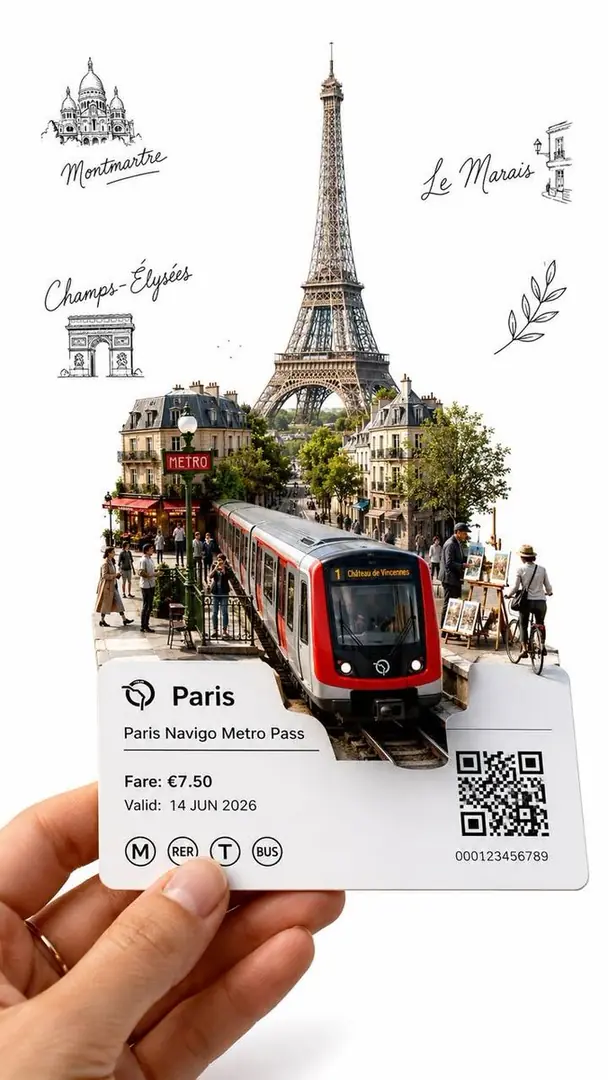 Montmartre
Le Marais
Champs-Élysées
METRO
1 Château de Vincennes
Paris
Paris Navigo Metro Pass
Fare: €7.50
Valid: 14 JUN 2026
M RER T BUS
000123456789